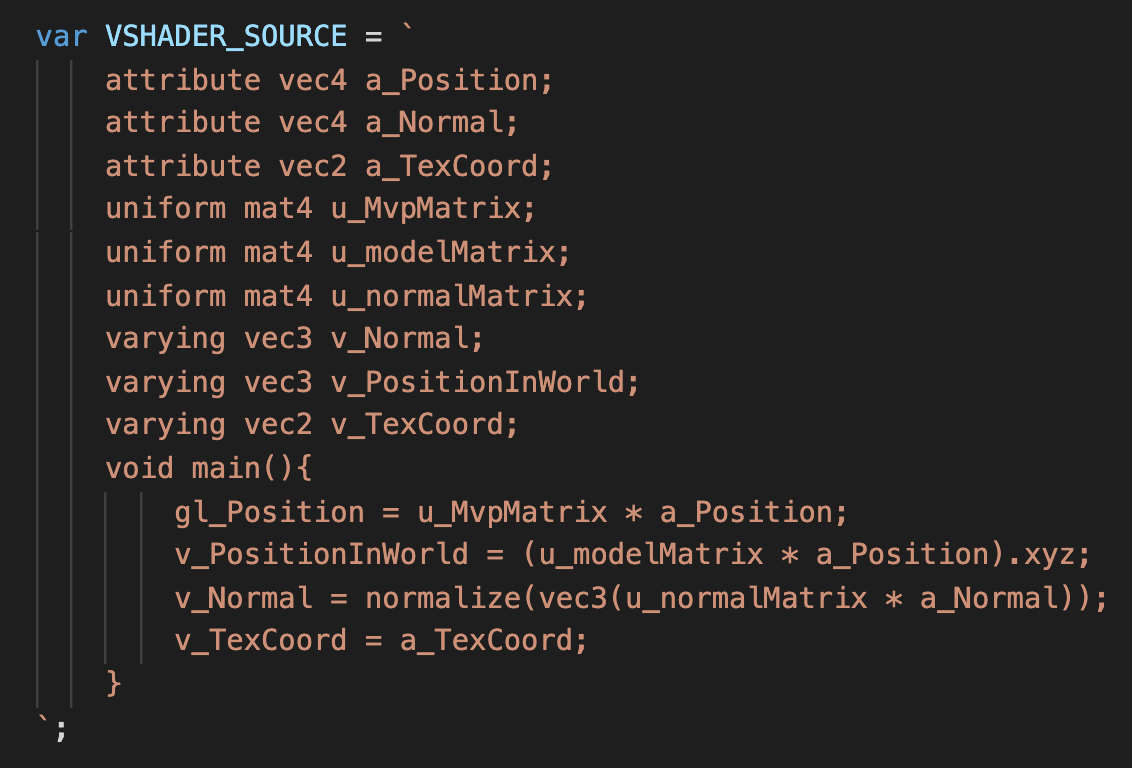 var VSHADER_SOURCE = `
attribute vec4 a_Position;
attribute vec4 a_Normal;
attribute vec2 a_TexCoord;
uniform mat4 u_MvpMatrix;
uniform mat4 u_modelMatrix;
uniform mat4 u_normalMatrix;
varying vec3 v_Normal;
varying vec3 v_PositionInWorld;
varying vec2 v_TexCoord;
void main(){
gl_Position = u_MvpMatrix * a_Position;
v_PositionInWorld = (u_modelMatrix * a_Position).xyz;
v_Normal = normalize(vec3(u_normalMatrix * a_Normal));
v_TexCoord = a_TexCoord;
}
`;